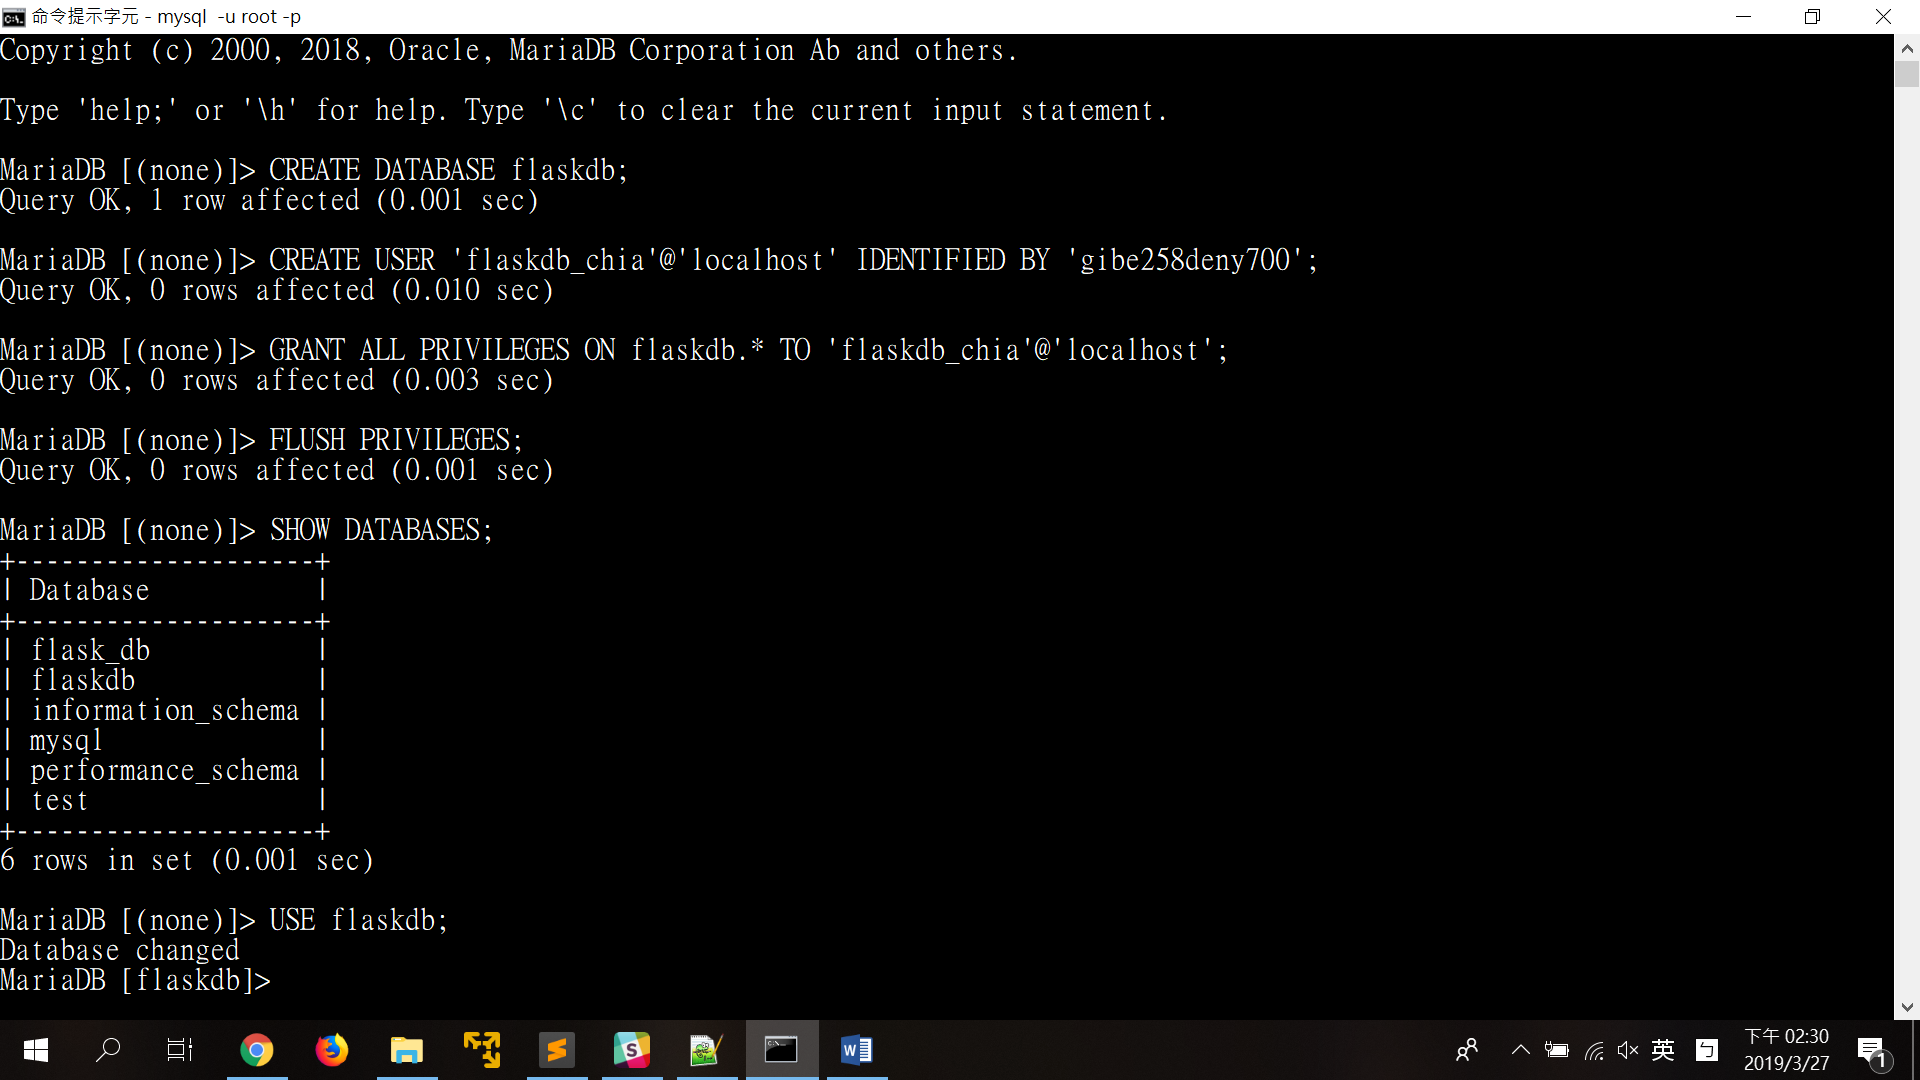 命令提示字元 - mysql  -u root -p
Copyright (c) 2000, 2018, Oracle, MariaDB Corporation Ab and others.
Type 'help;' or '\h' for help. Type '\c' to clear the current input statement.
MariaDB [(none)]> CREATE DATABASE flaskdb;
Query OK, 1 row affected (0.001 sec)
MariaDB [(none)]> CREATE USER 'flaskdb_chia'@'localhost' IDENTIFIED BY 'gibe258deny700';
Query OK, 0 rows affected (0.010 sec)
MariaDB [(none)]> GRANT ALL PRIVILEGES ON flaskdb.* TO 'flaskdb_chia'@'localhost';
Query OK, 0 rows affected (0.003 sec)
MariaDB [(none)]> FLUSH PRIVILEGES;
Query OK, 0 rows affected (0.001 sec)
MariaDB [(none)]> SHOW DATABASES;
+--------------------+
| Database           |
+--------------------+
| flask_db           |
| flaskdb            |
| information_schema |
| mysql              |
| performance_schema |
| test               |
+--------------------+
6 rows in set (0.001 sec)
MariaDB [(none)]> USE flaskdb;
Database changed
MariaDB [flaskdb]>
英
ㄅ
下午 02:30
2019/3/27
1